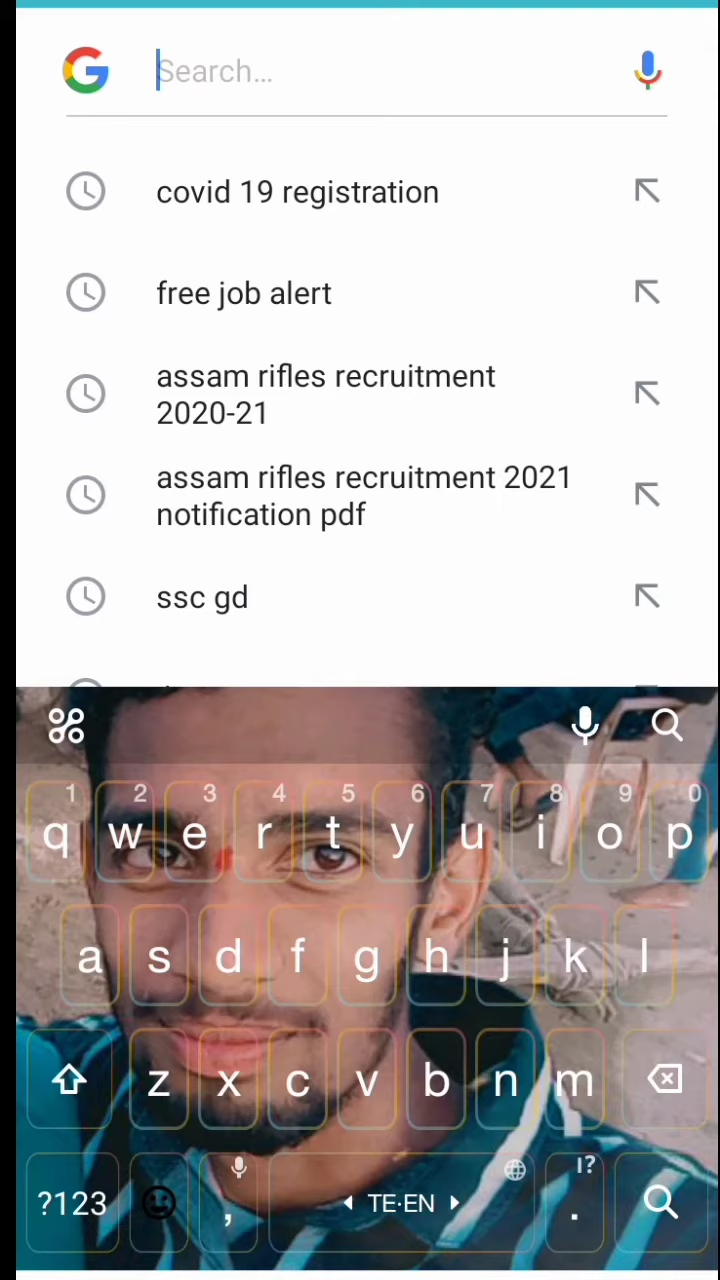 Search...
covid 19 registration
free job alert
assam rifles recruitment
2020-21
assam rifles recruitment 2021
notification pdf
ssc gd
1 2 3 4 5 6 7 8 9 0
q w e r t y u i o p
a s d f g h j k l
z x c v b n m
!?
?123 , TE·EN .